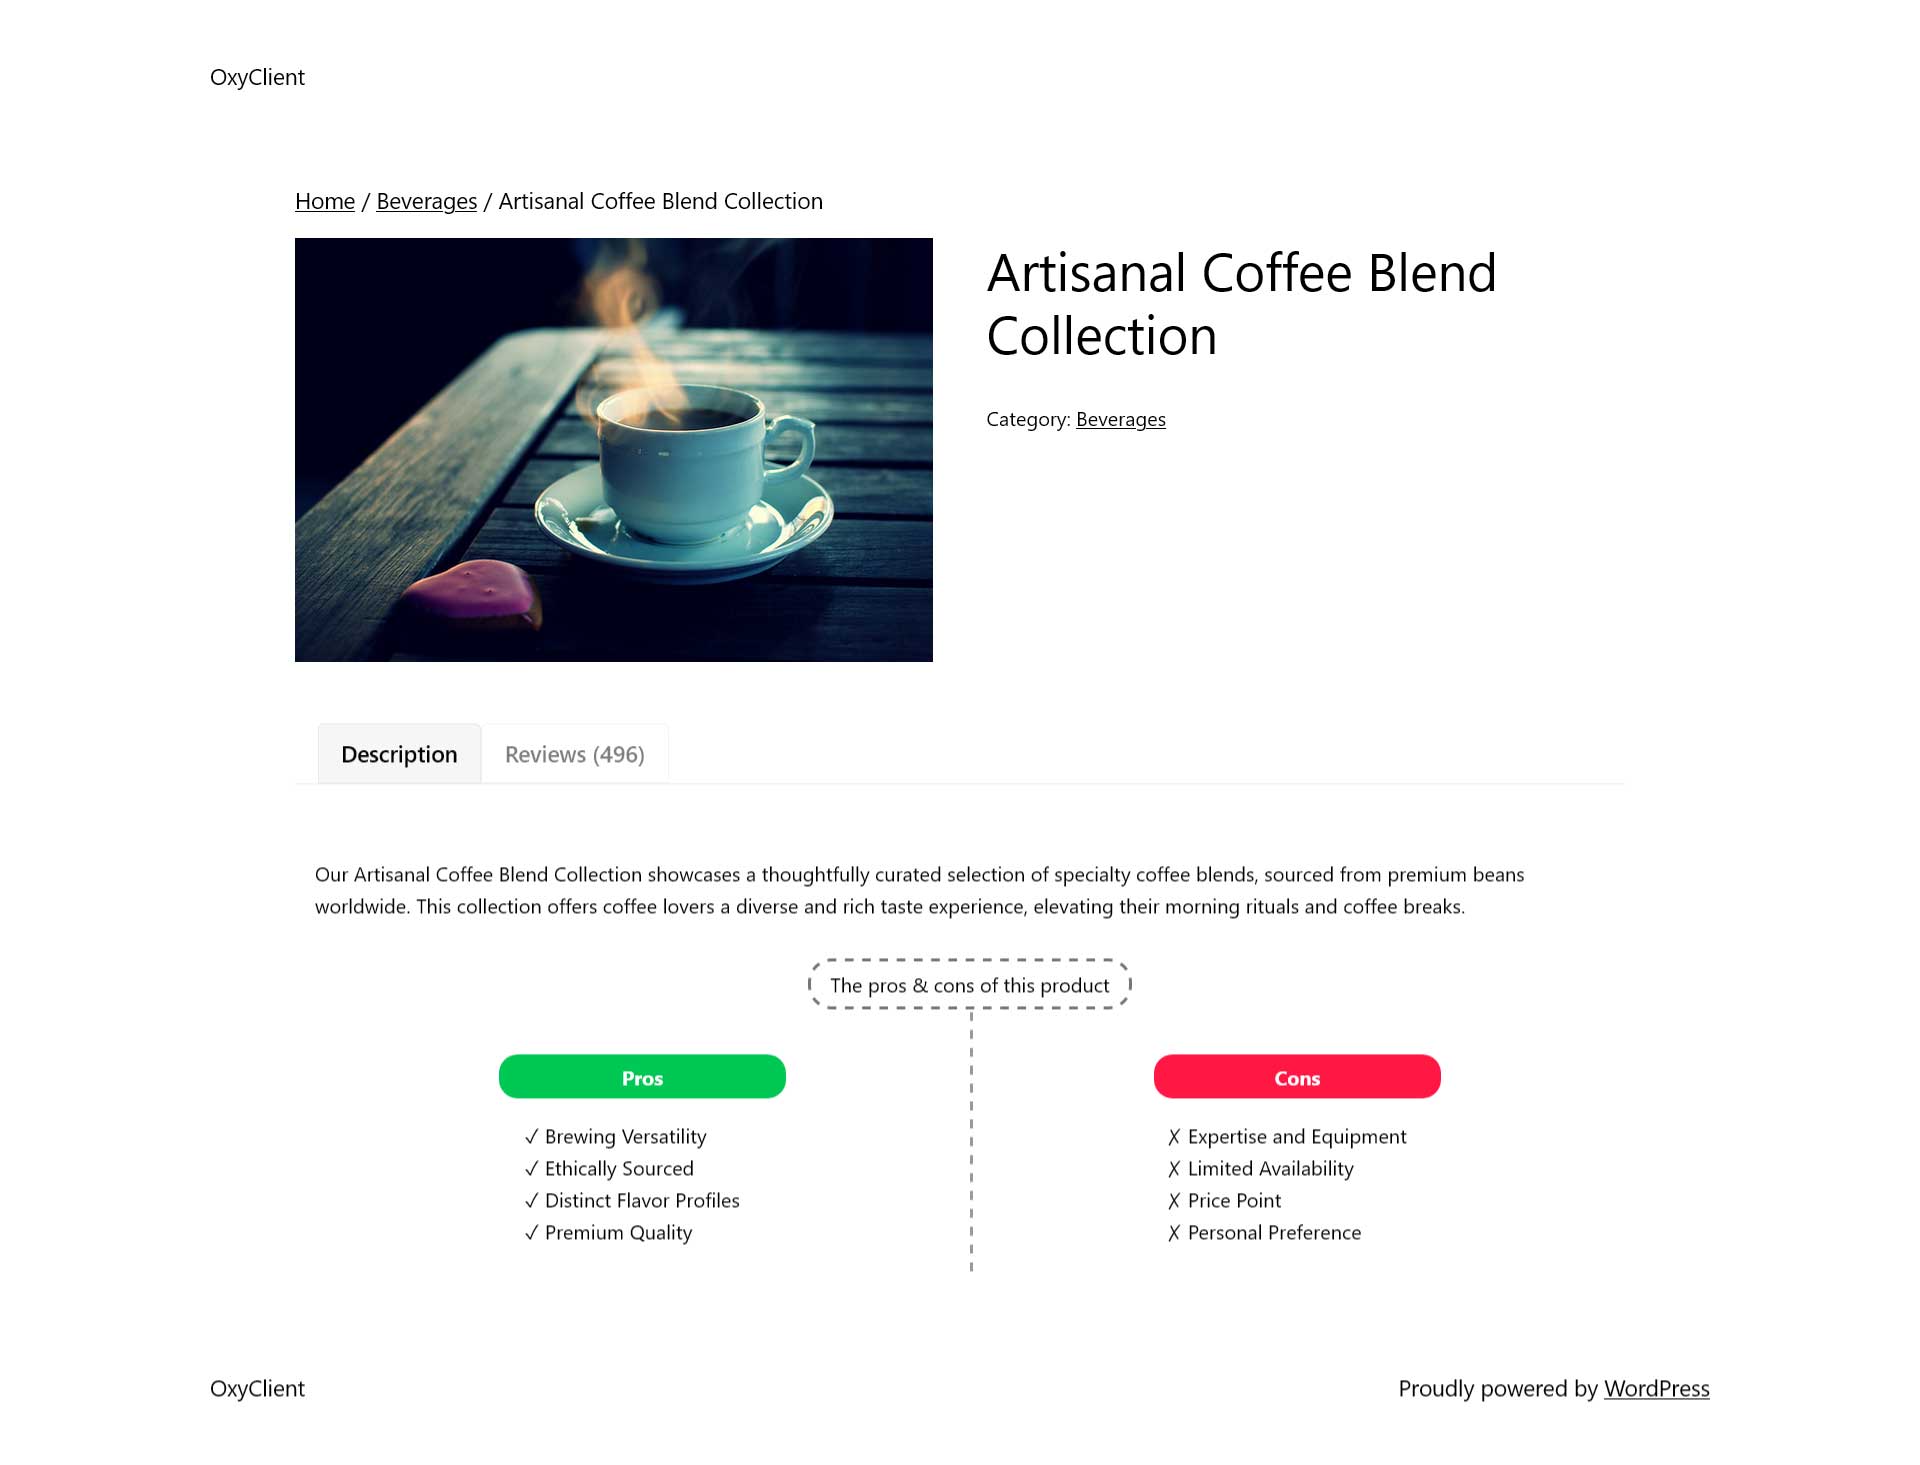 OxyClient
Home / Beverages / Artisanal Coffee Blend Collection
Artisanal Coffee Blend
Collection
Category: Beverages
Description
Reviews (496)
Our Artisanal Coffee Blend Collection showcases a thoughtfully curated selection of specialty coffee blends, sourced from premium beans
worldwide. This collection offers coffee lovers a diverse and rich taste experience, elevating their morning rituals and coffee breaks.
The pros & cons of this product
Pros
✓ Brewing Versatility
✓ Ethically Sourced
✓ Distinct Flavor Profiles
✓ Premium Quality
Cons
✗ Expertise and Equipment
✗ Limited Availability
✗ Price Point
✗ Personal Preference
OxyClient
Proudly powered by WordPress